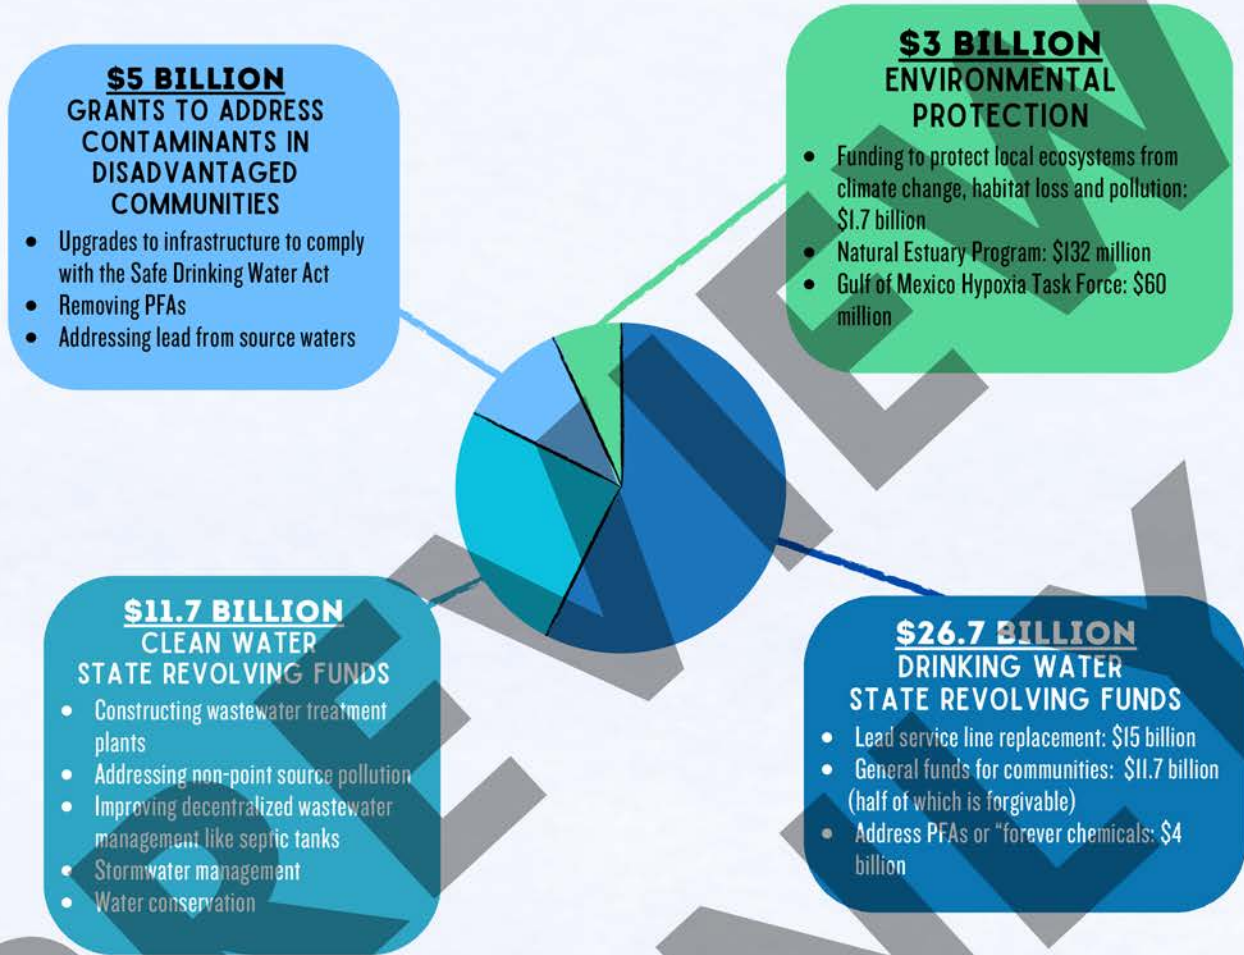 $5 BILLION
GRANTS TO ADDRESS
CONTAMINANTS IN
DISADVANTAGED
COMMUNITIES
• Upgrades to infrastructure to comply
with the Safe Drinking Water Act
• Removing PFAs
• Addressing lead from source waters
$3 BILLION
ENVIRONMENTAL
PROTECTION
• Funding to protect local ecosystems from
climate change, habitat loss and pollution:
$1.7 billion
• Natural Estuary Program: $132 million
• Gulf of Mexico Hypoxia Task Force: $60
million
$11.7 BILLION
CLEAN WATER
STATE REVOLVING FUNDS
• Constructing wastewater treatment
plants
• Addressing non-point source pollution
• Improving decentralized wastewater
management like septic tanks
• Stormwater management
• Water conservation
$26.7 BILLION
DRINKING WATER
STATE REVOLVING FUNDS
• Lead service line replacement: $15 billion
• General funds for communities: $11.7 billion
(half of which is forgivable)
• Address PFAs or "forever chemicals: $4
billion
PREVIEW